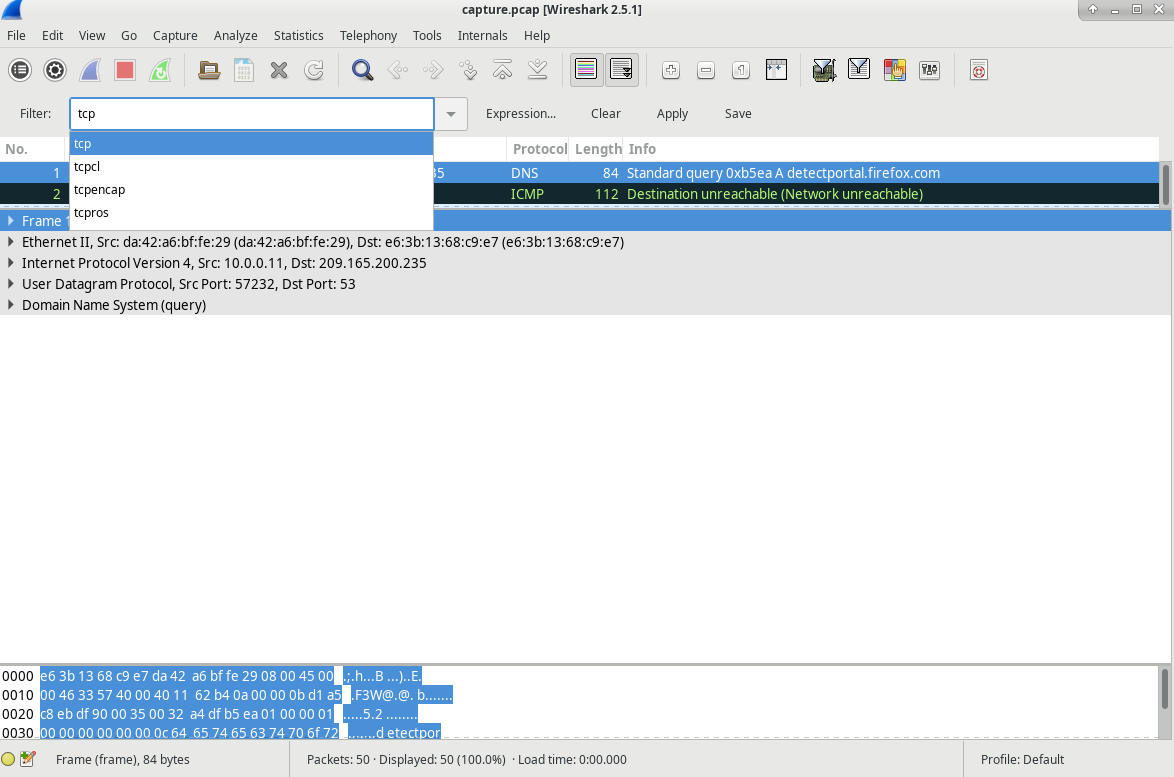 capture.pcap [Wireshark 2.5.1]
File Edit View Go Capture Analyze Statistics Telephony Tools Internals Help
Filter: tcp Expression... Clear Apply Save
tcp
tcpcl
tcpencap
tcpros
No. Protocol Length Info
1 35 DNS 84 Standard query 0xb5ea A detectportal.firefox.com
2 ICMP 112 Destination unreachable (Network unreachable)
Frame 1
Ethernet II, Src: da:42:a6:bf:fe:29 (da:42:a6:bf:fe:29), Dst: e6:3b:13:68:c9:e7 (e6:3b:13:68:c9:e7)
Internet Protocol Version 4, Src: 10.0.0.11, Dst: 209.165.200.235
User Datagram Protocol, Src Port: 57232, Dst Port: 53
Domain Name System (query)
0000 e6 3b 13 68 c9 e7 da 42 a6 bf fe 29 08 00 45 00 .;.h...B ...)..E.
0010 00 46 33 57 40 00 40 11 62 b4 0a 00 00 0b d1 a5 .F3W@.@. b.......
0020 c8 eb df 90 00 35 00 32 a4 df b5 ea 01 00 00 01 .....5.2 ........
0030 00 00 00 00 00 00 0c 64 65 74 65 63 74 70 6f 72 .......d etectpor
Frame (frame), 84 bytes Packets: 50 · Displayed: 50 (100.0%) · Load time: 0:00.000 Profile: Default